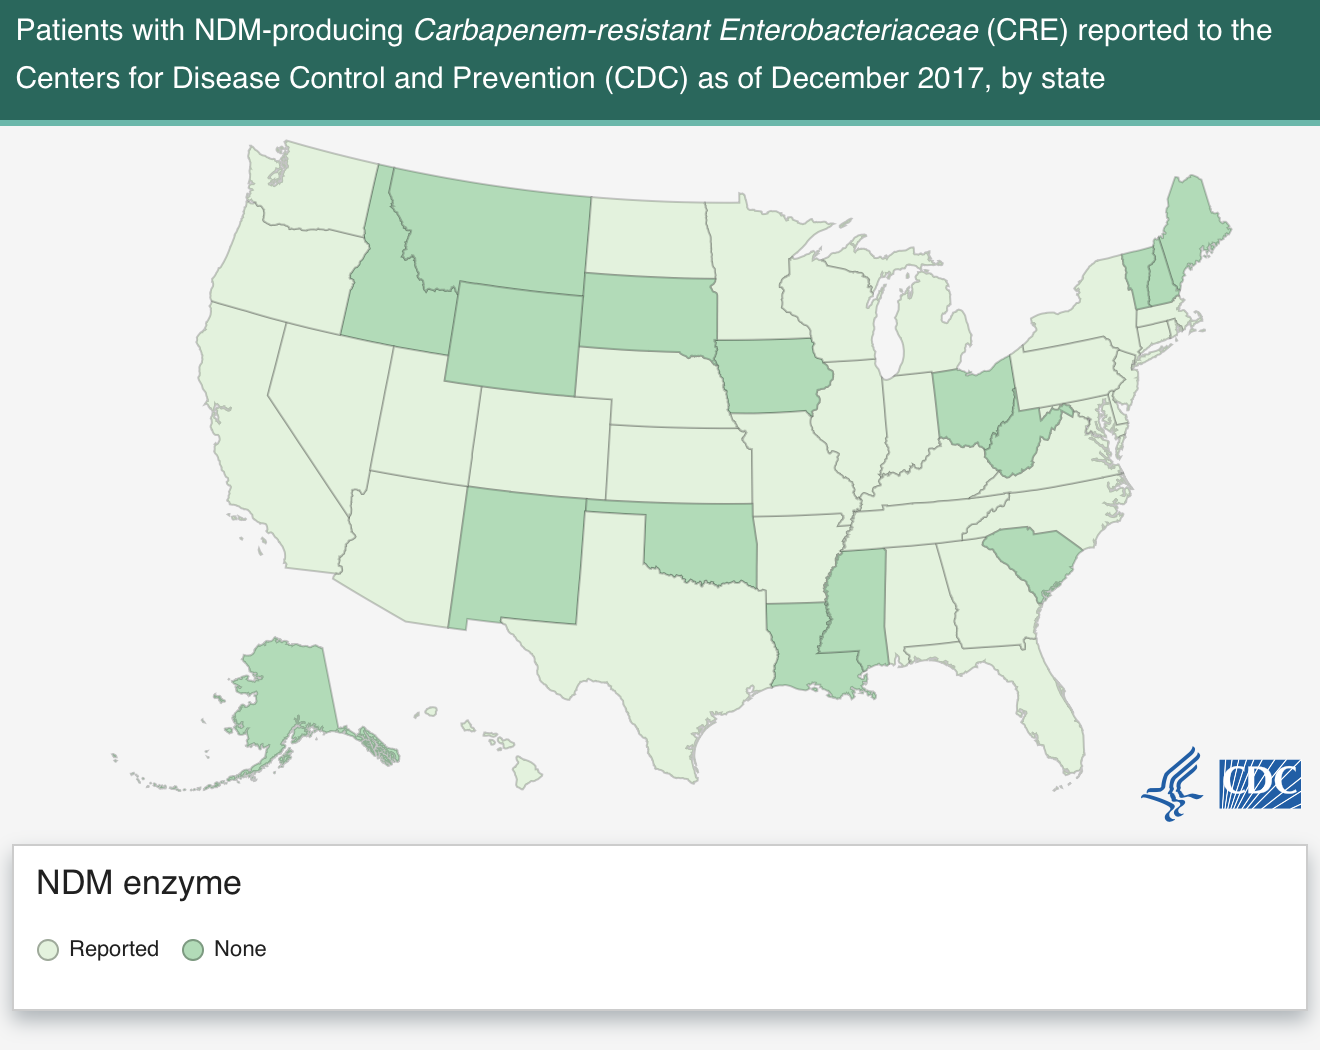 Patients with NDM-producing Carbapenem-resistant Enterobacteriaceae (CRE) reported to the
Centers for Disease Control and Prevention (CDC) as of December 2017, by state
CDC
NDM enzyme
Reported None